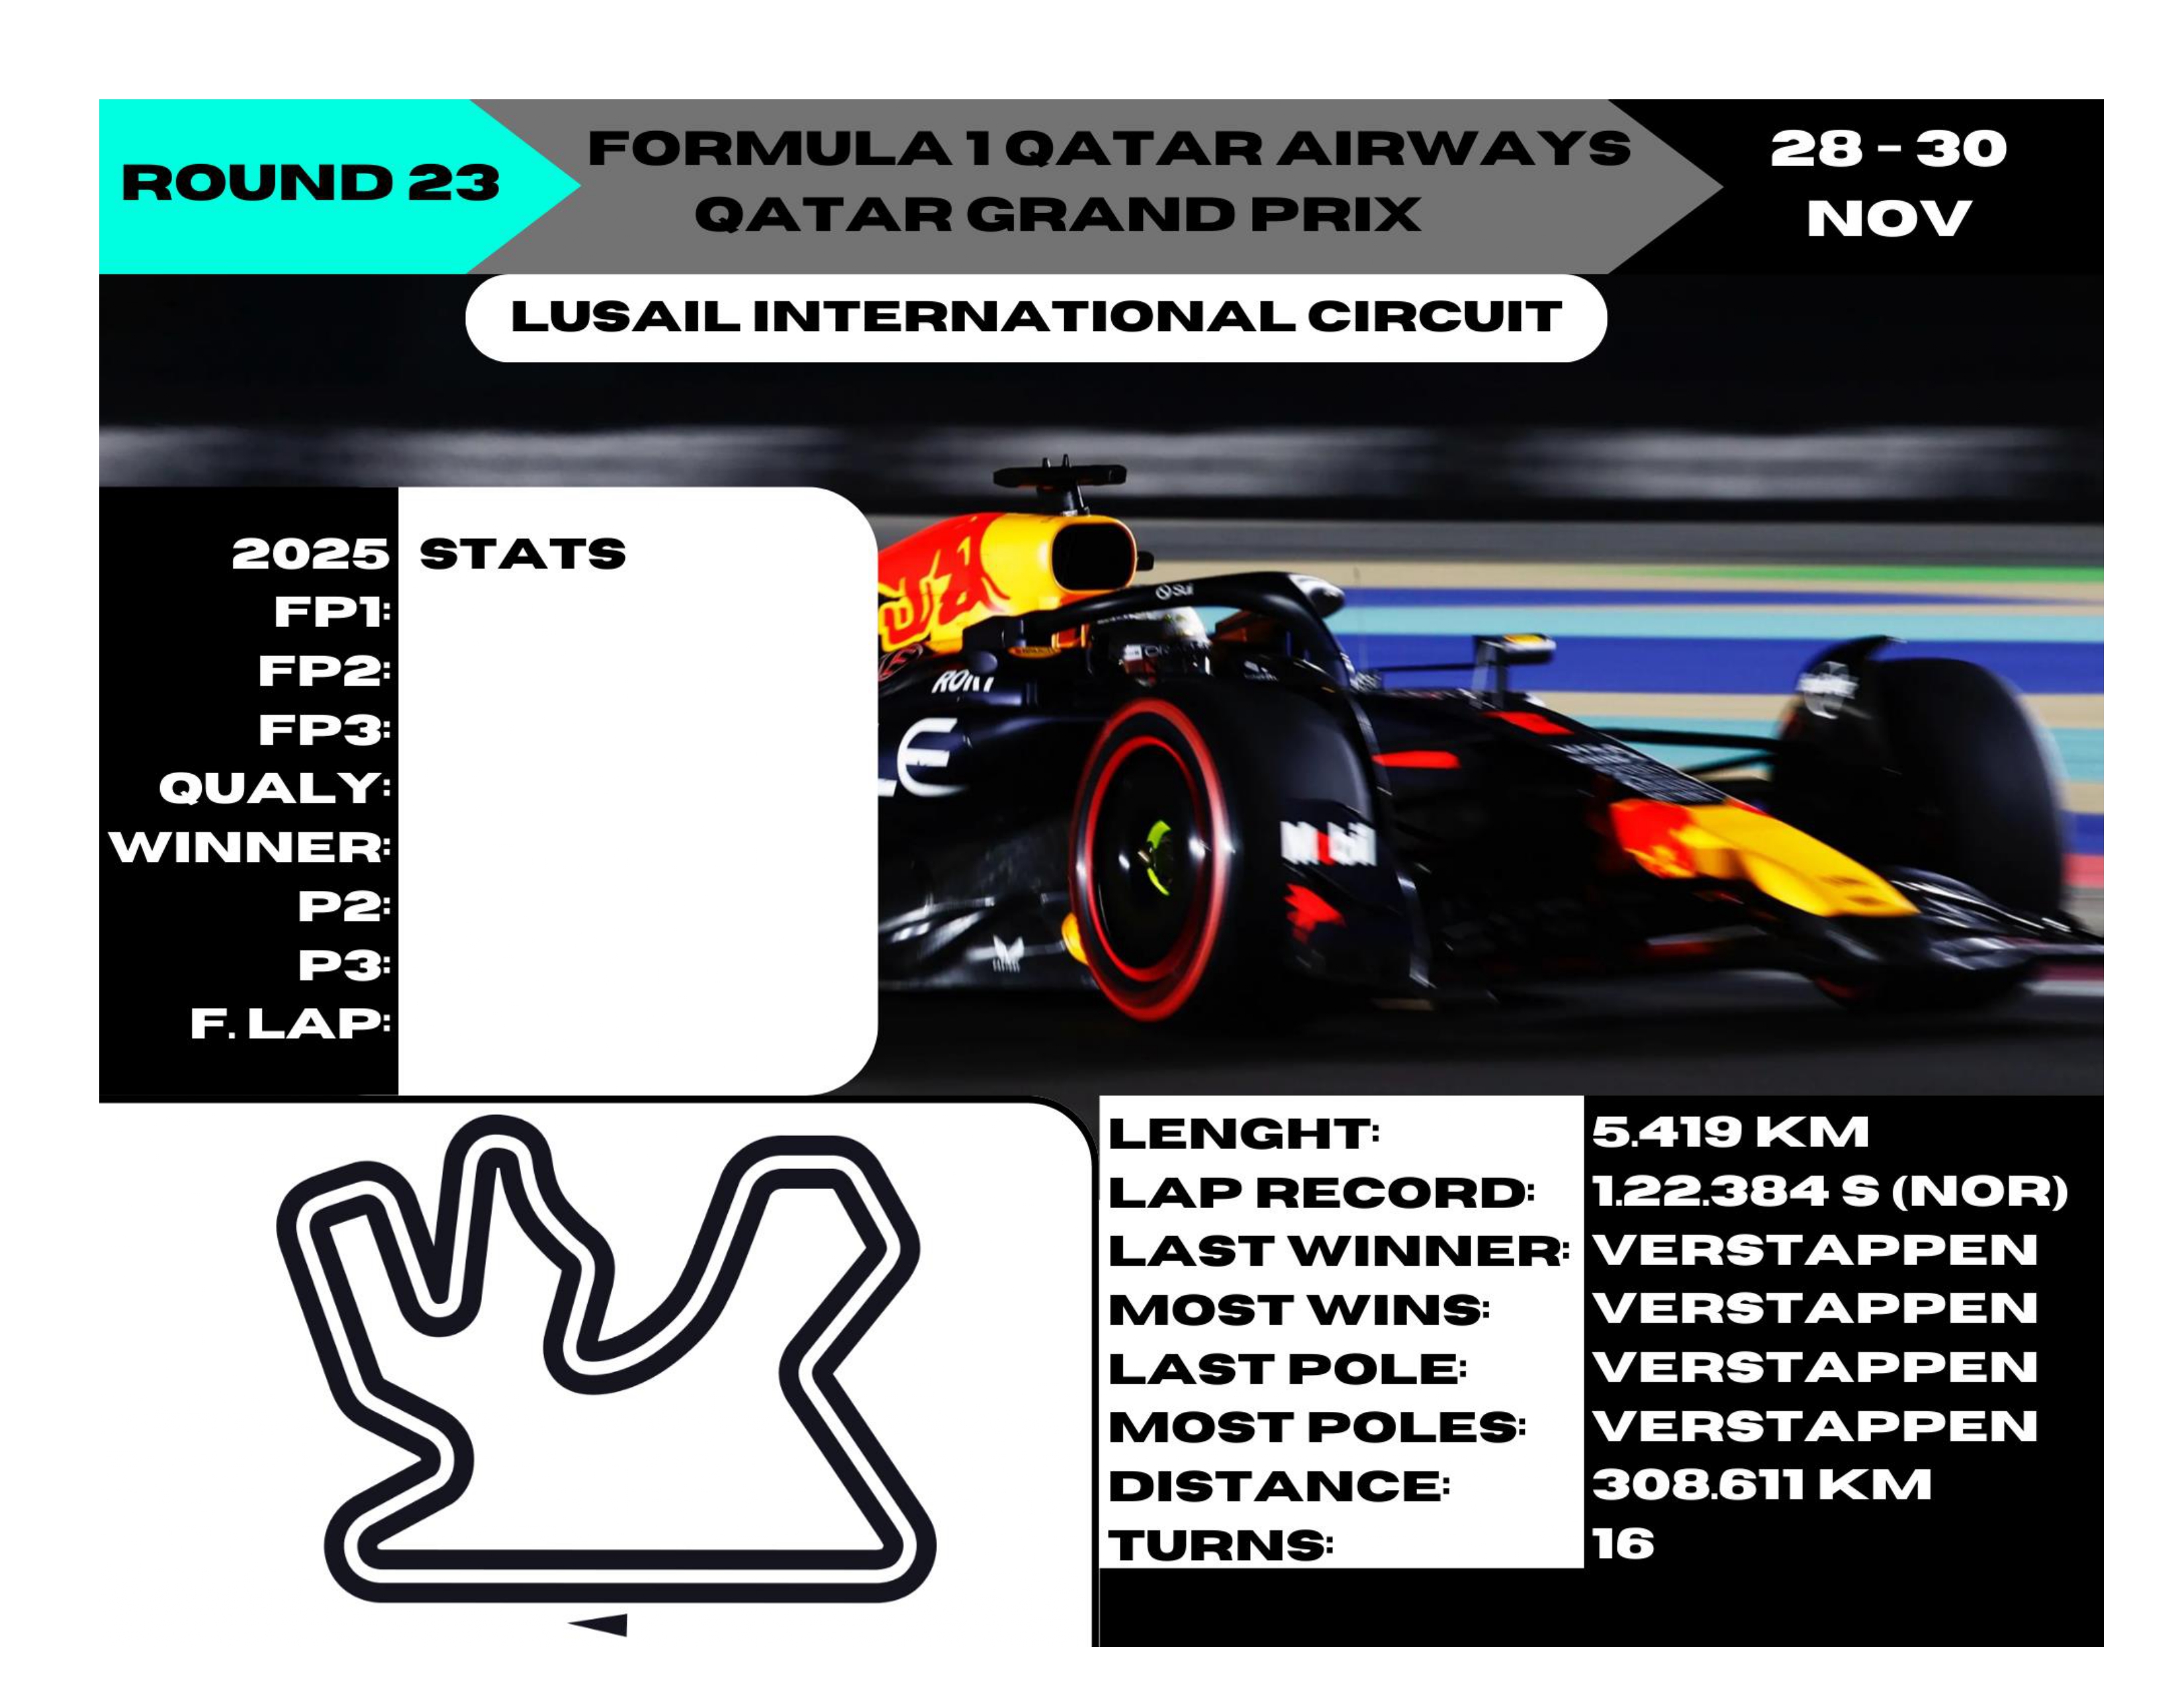 ROUND 23
FORMULA 1 QATAR AIRWAYS
QATAR GRAND PRIX
28 - 30
NOV
LUSAIL INTERNATIONAL CIRCUIT
2025 STATS
FP1:
FP2:
FP3:
QUALY:
WINNER:
P2:
P3:
F. LAP:
LENGHT: 5.419 KM
LAP RECORD: 1.22.384 S (NOR)
LAST WINNER: VERSTAPPEN
MOST WINS: VERSTAPPEN
LAST POLE: VERSTAPPEN
MOST POLES: VERSTAPPEN
DISTANCE: 308.611 KM
TURNS: 16